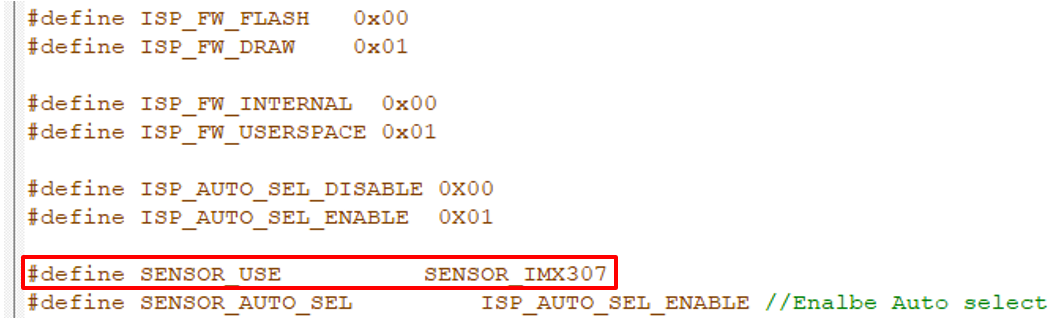 #define ISP_FW_FLASH 0x00
#define ISP_FW_DRAW 0x01
#define ISP_FW_INTERNAL 0x00
#define ISP_FW_USERSPACE 0x01
#define ISP_AUTO_SEL_DISABLE 0X00
#define ISP_AUTO_SEL_ENABLE 0X01
#define SENSOR_USE SENSOR_IMX307
#define SENSOR_AUTO_SEL ISP_AUTO_SEL_ENABLE //Enalbe Auto select